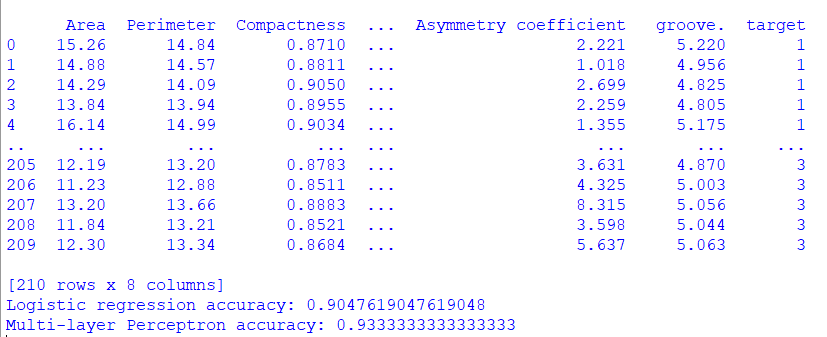 Area Perimeter Compactness ... Asymmetry coefficient groove. target
0 15.26 14.84 0.8710 ... 2.221 5.220 1
1 14.88 14.57 0.8811 ... 1.018 4.956 1
2 14.29 14.09 0.9050 ... 2.699 4.825 1
3 13.84 13.94 0.8955 ... 2.259 4.805 1
4 16.14 14.99 0.9034 ... 1.355 5.175 1
.. ... ... ... ... ... ... ...
205 12.19 13.20 0.8783 ... 3.631 4.870 3
206 11.23 12.88 0.8511 ... 4.325 5.003 3
207 13.20 13.66 0.8883 ... 8.315 5.056 3
208 11.84 13.21 0.8521 ... 3.598 5.044 3
209 12.30 13.34 0.8684 ... 5.637 5.063 3
[210 rows x 8 columns]
Logistic regression accuracy: 0.9047619047619048
Multi-layer Perceptron accuracy: 0.9333333333333333